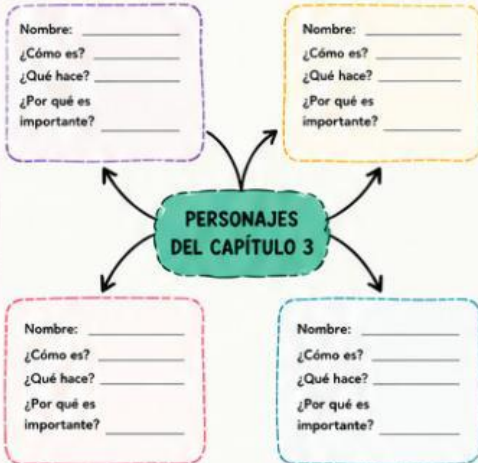 Nombre:
¿Cómo es?
¿Qué hace?
¿Por qué es
importante?
Nombre:
¿Cómo es?
¿Qué hace?
¿Por qué es
importante?
PERSONAJES
DEL CAPÍTULO 3
Nombre:
¿Cómo es?
¿Qué hace?
¿Por qué es
importante?
Nombre:
¿Cómo es?
¿Qué hace?
¿Por qué es
importante?